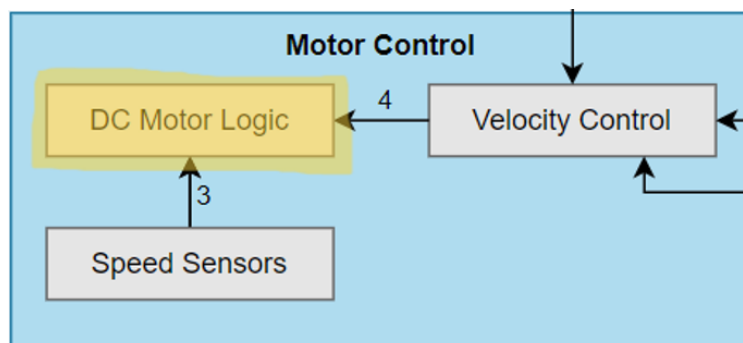 Motor Control
DC Motor Logic
4
Velocity Control
3
Speed Sensors